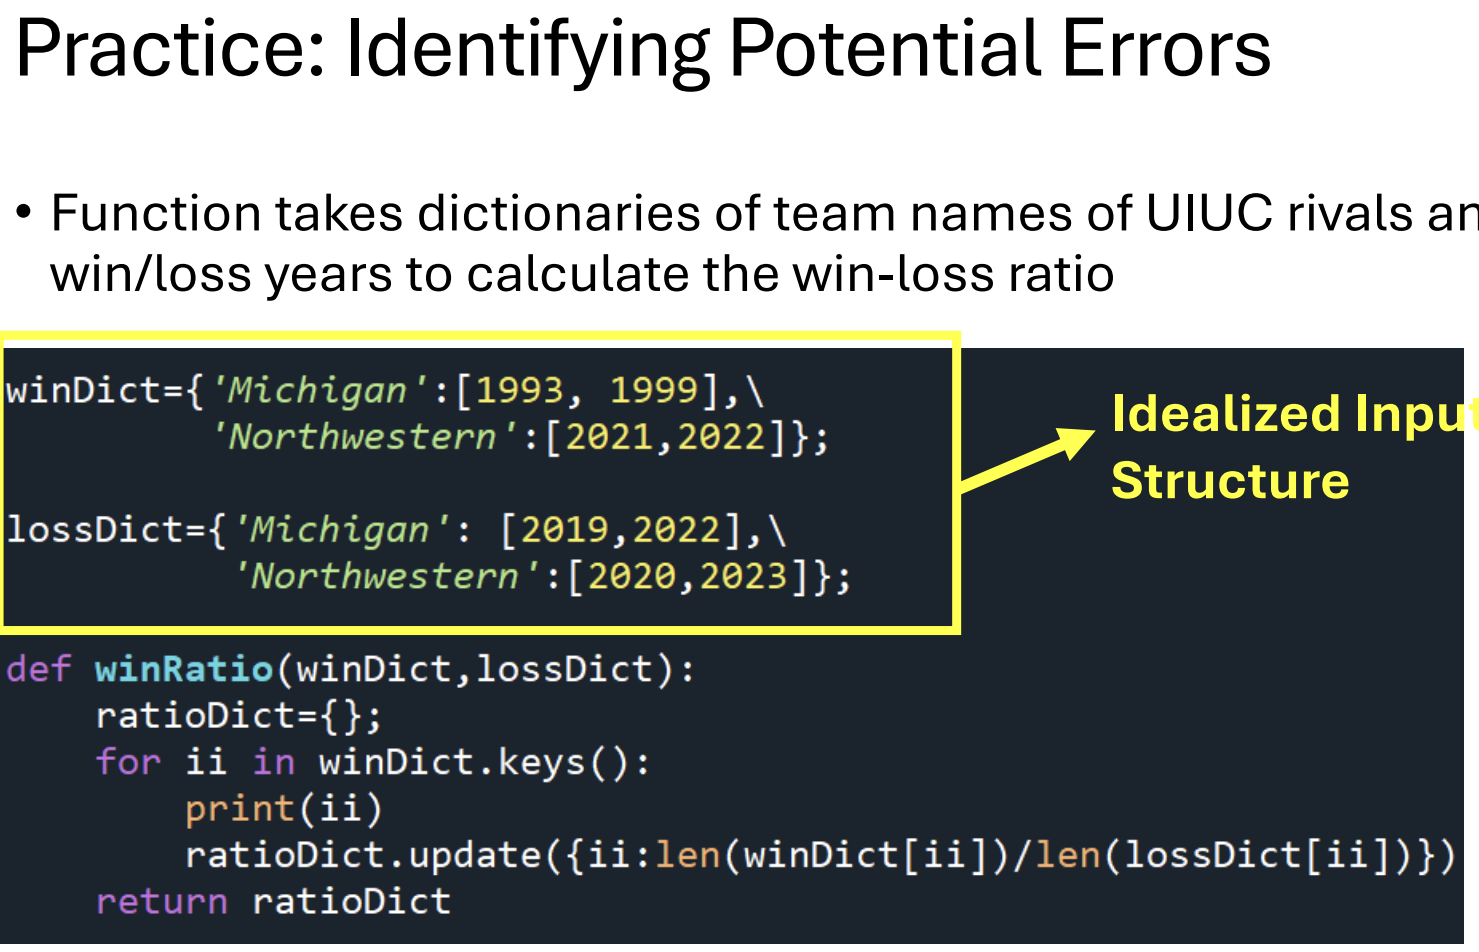 Practice: Identifying Potential Errors
• Function takes dictionaries of team names of UIUC rivals an
win/loss years to calculate the win-loss ratio
winDict={'Michigan':[1993, 1999],\
'Northwestern':[2021,2022]};
lossDict={'Michigan': [2019,2022],\
'Northwestern':[2020,2023]};
Idealized Input
Structure
def winRatio(winDict,lossDict):
    ratioDict={};
    for ii in winDict.keys():
        print(ii)
        ratioDict.update({ii:len(winDict[ii])/len(lossDict[ii])})
    return ratioDict